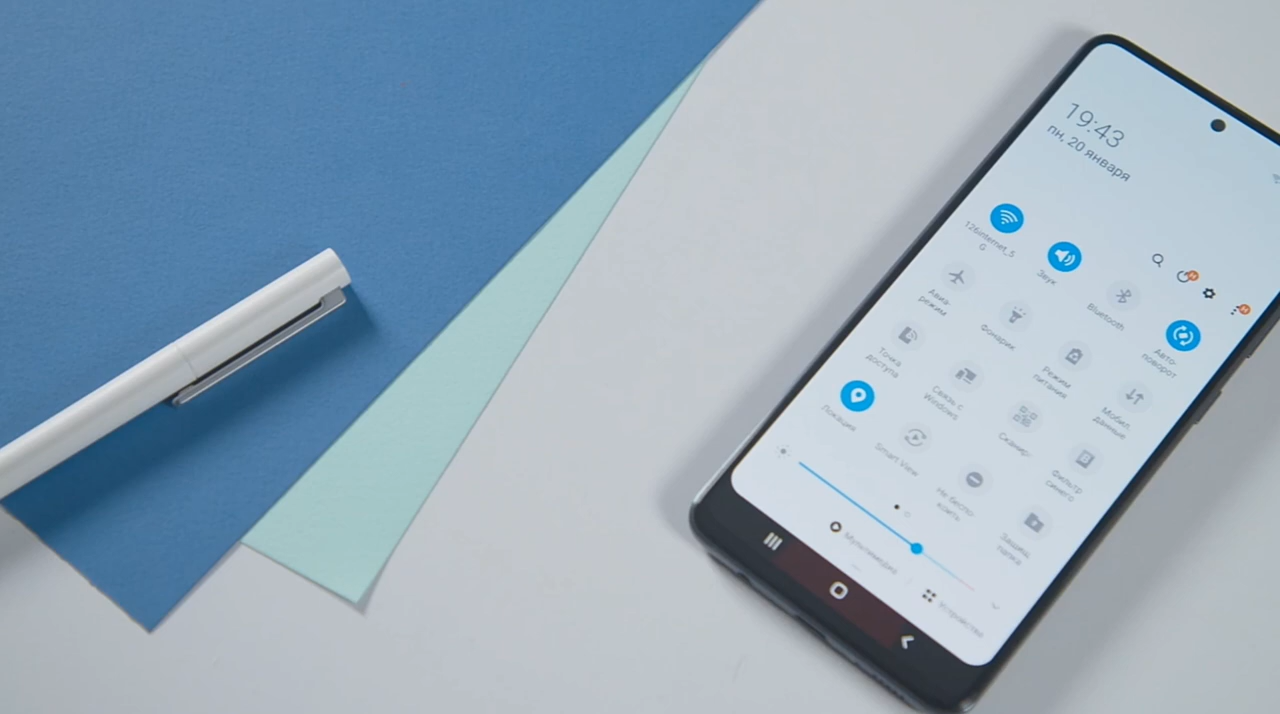 19:43
пн, 20 января
126internet_5
G
Звук
Bluetooth
Авто-
поворот
Авиа-
режим
Фонарик
Режим
питания
Мобил.
данные
Точка
доступа
Связь с
Windows
Сканир.
Фильтр
синего
Локация
Smart View
Не беспо-
коить
Защищ.
папка
Мультимедиа
Устройства